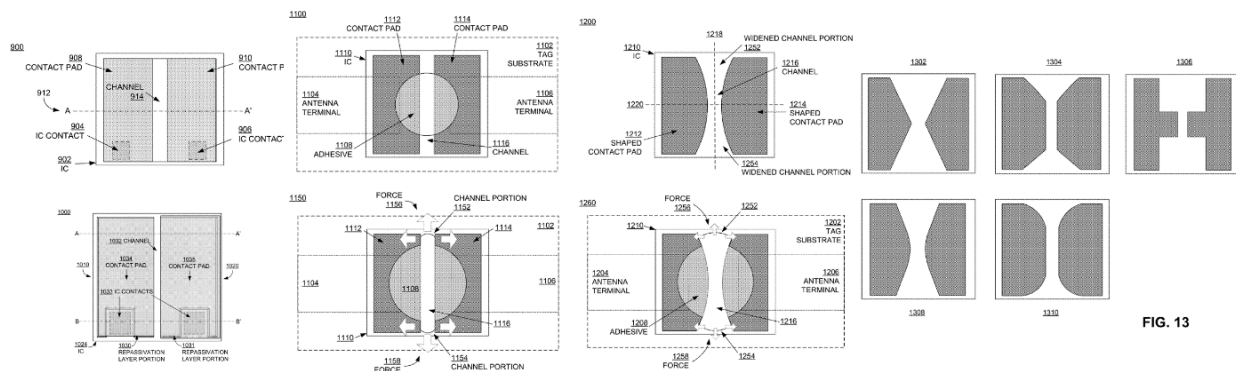 900
908
CONTACT PAD
910
CONTACT P
CHANNEL
914
912
A
A'
904
IC CONTACT
906
IC CONTACT
902
IC
1000
A
A'
1032 CHANNEL
1034
CONTACT PAD
1035
CONTACT PAD
1010
1020
1033 IC CONTACTS
B
B'
1024
IC
1030
REPASSIVATION
LAYER PORTION
1031
REPASSIVATION
LAYER PORTION
1100
1112
CONTACT PAD
1114
CONTACT PAD
1110
IC
1102
TAG
SUBSTRATE
1104
ANTENNA
TERMINAL
1106
ANTENNA
TERMINAL
1108
ADHESIVE
1116
CHANNEL
1150
FORCE
1156
1152
CHANNEL PORTION
1102
1112
1114
1104
1108
1106
1116
1110
1158
FORCE
1154
CHANNEL PORTION
1200
1218
1210
IC
WIDENED CHANNEL PORTION
1252
1216
CHANNEL
1220
1214
SHAPED
CONTACT PAD
1212
SHAPED
CONTACT PAD
1254
WIDENED CHANNEL PORTION
1260
FORCE
1256
1252
1210
1202
TAG
SUBSTRATE
1204
ANTENNA
TERMINAL
1206
ANTENNA
TERMINAL
1208
ADHESIVE
1216
1258
FORCE
1254
1302
1304
1306
1308
1310
FIG. 13